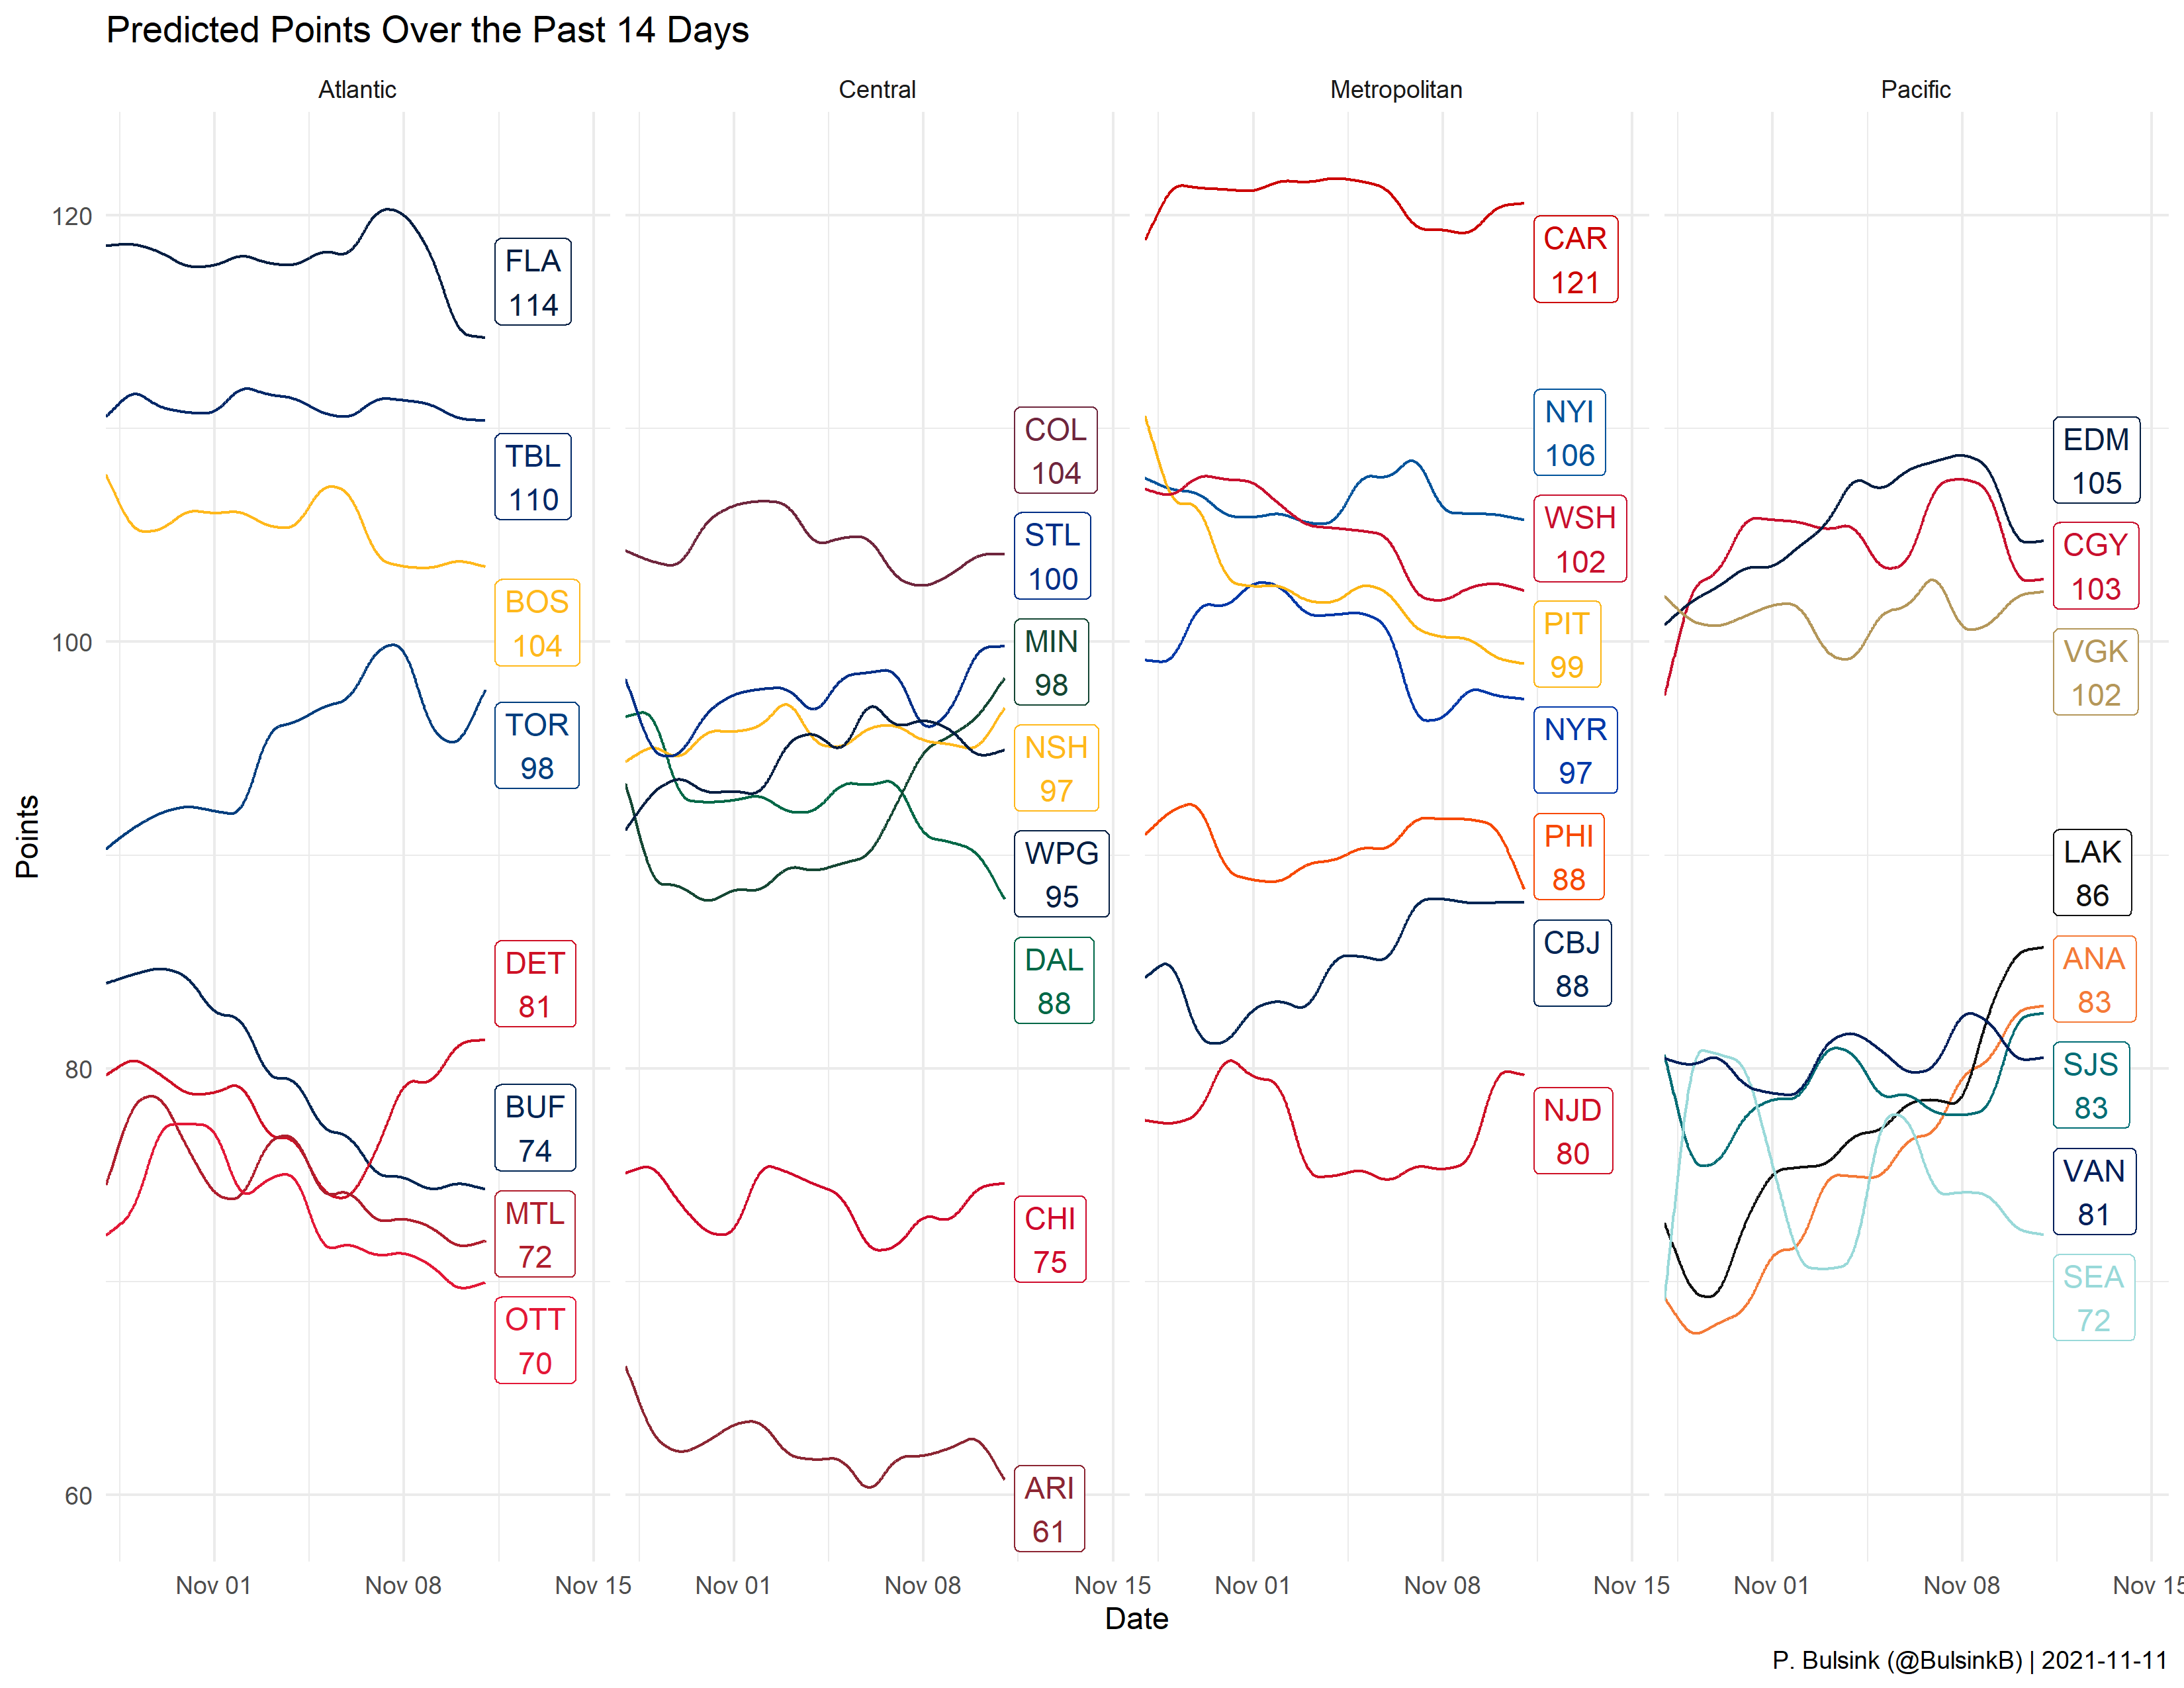 Predicted Points Over the Past 14 Days
Atlantic
Central
Metropolitan
Pacific
Points
120
100
80
60
FLA
114
TBL
110
BOS
104
TOR
98
DET
81
BUF
74
MTL
72
OTT
70
COL
104
STL
100
MIN
98
NSH
97
WPG
95
DAL
88
CHI
75
ARI
61
CAR
121
NYI
106
WSH
102
PIT
99
NYR
97
PHI
88
CBJ
88
NJD
80
EDM
105
CGY
103
VGK
102
LAK
86
ANA
83
SJS
83
VAN
81
SEA
72
Nov 01 Nov 08 Nov 15 Nov 01 Nov 08 Nov 15 Nov 01 Nov 08 Nov 15 Nov 01 Nov 08 Nov 15
Date
P. Bulsink (@BulsinkB) | 2021-11-11